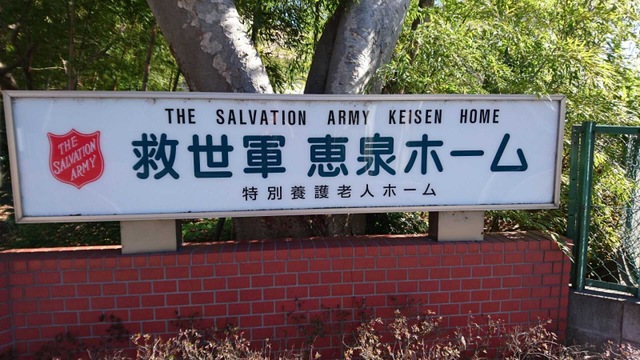 THE SALVATION ARMY KEISEN HOME
THE
SALVATION
ARMY
救世軍 恵泉ホーム
特別養護老人ホーム